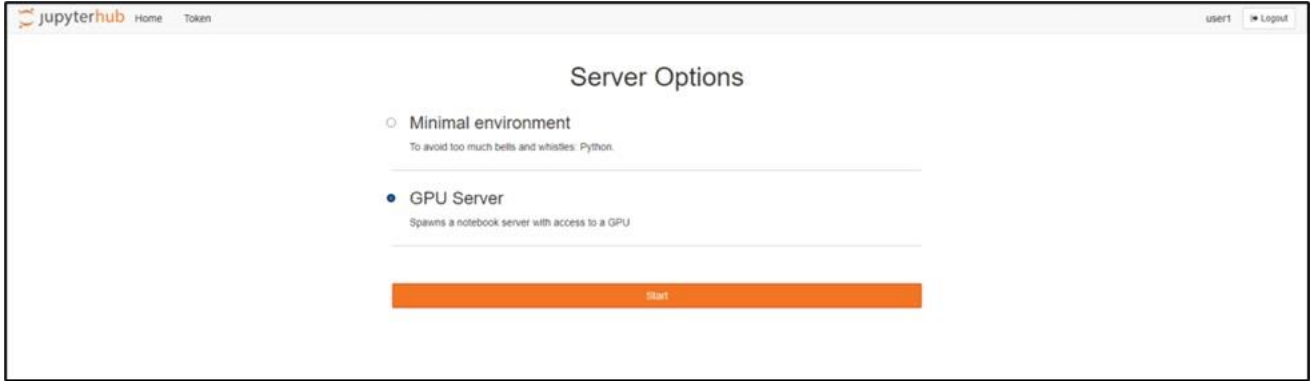 jupyterhub Home Token user1 Logout
Server Options
Minimal environment
To avoid too much bells and whistles: Python.
GPU Server
Spawns a notebook server with access to a GPU
Start